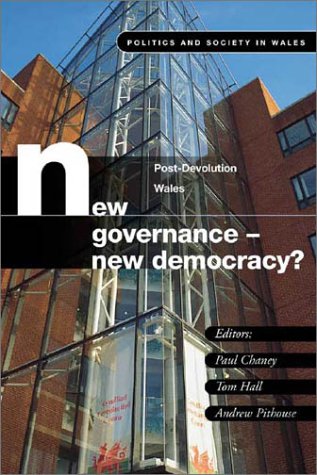 POLITICS AND SOCIETY IN WALES
Post-Devolution
Wales
New
governance –
new democracy?
Editors:
Paul Chaney
Tom Hall
Andrew Pithouse